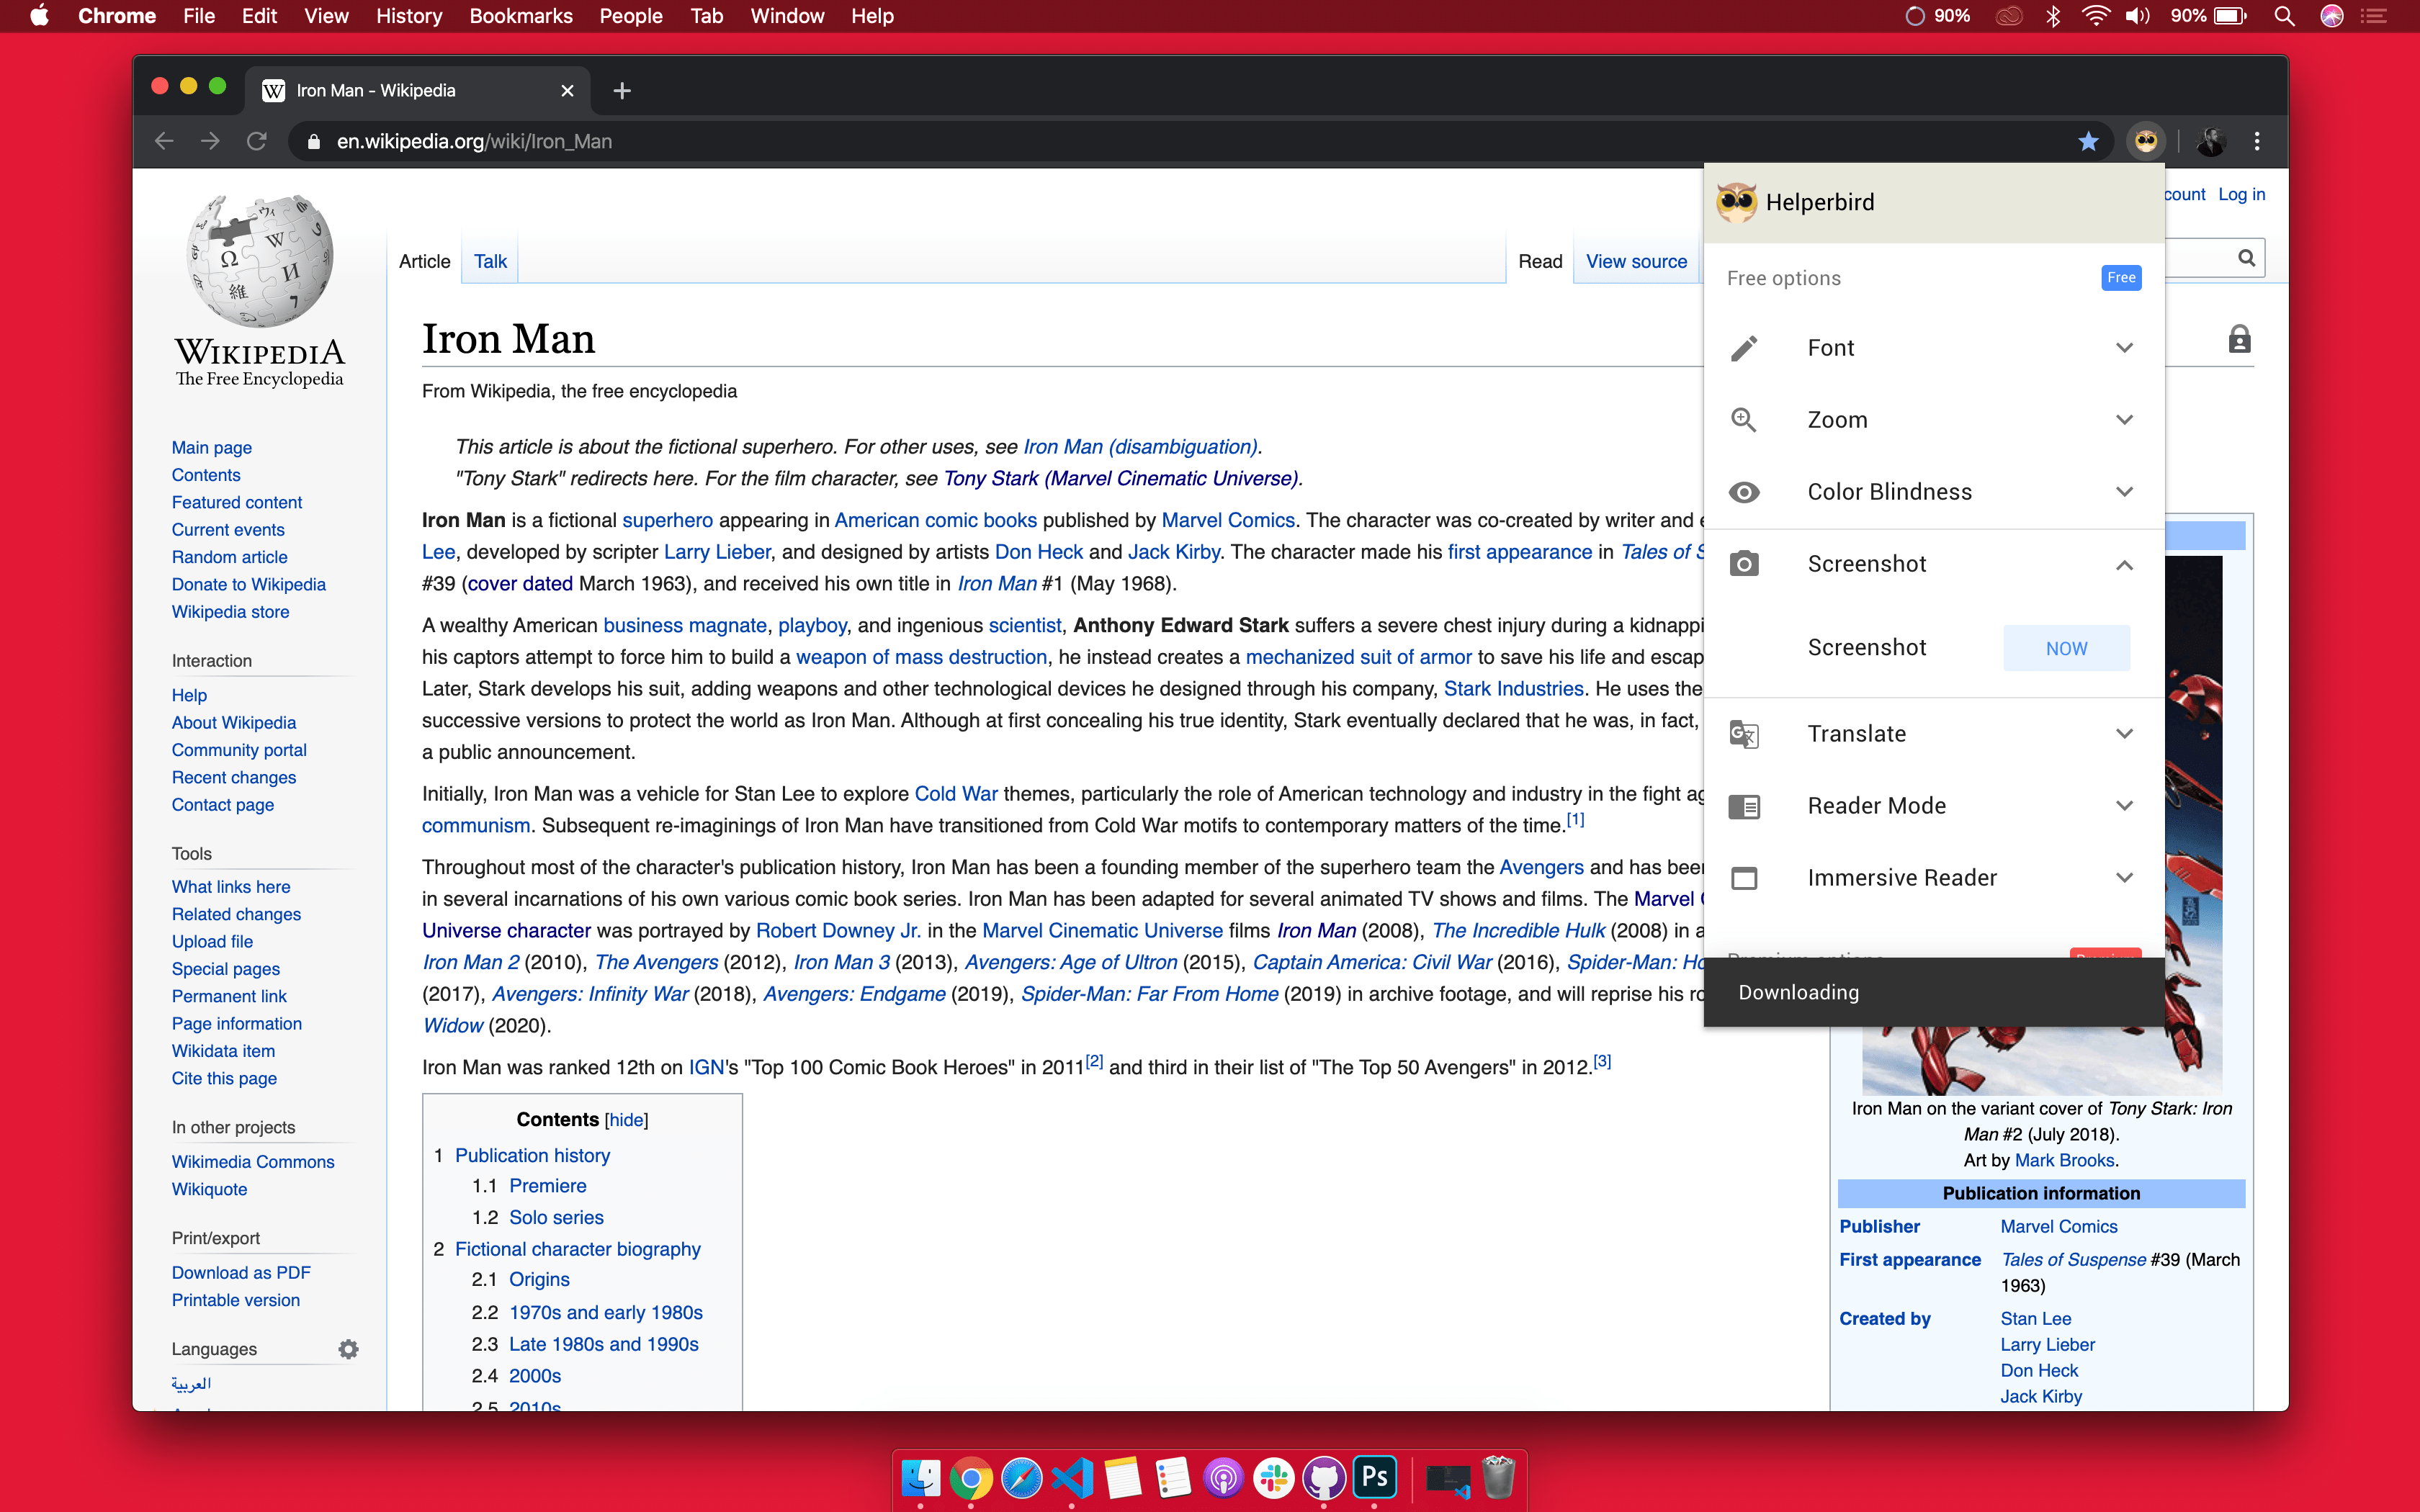 Chrome File Edit View History Bookmarks People Tab Window Help
90% 90%
Iron Man - Wikipedia
en.wikipedia.org/wiki/Iron_Man
WIKIPEDIA
The Free Encyclopedia
Main page
Contents
Featured content
Current events
Random article
Donate to Wikipedia
Wikipedia store
Interaction
Help
About Wikipedia
Community portal
Recent changes
Contact page
Tools
What links here
Related changes
Upload file
Special pages
Permanent link
Page information
Wikidata item
Cite this page
In other projects
Wikimedia Commons
Wikiquote
Print/export
Download as PDF
Printable version
Languages
العربية
Article Talk
Read View source
count Log in
Iron Man
From Wikipedia, the free encyclopedia
This article is about the fictional superhero. For other uses, see Iron Man (disambiguation).
"Tony Stark" redirects here. For the film character, see Tony Stark (Marvel Cinematic Universe).
Iron Man is a fictional superhero appearing in American comic books published by Marvel Comics. The character was co-created by writer and
Lee, developed by scripter Larry Lieber, and designed by artists Don Heck and Jack Kirby. The character made his first appearance in Tales of
#39 (cover dated March 1963), and received his own title in Iron Man #1 (May 1968).
A wealthy American business magnate, playboy, and ingenious scientist, Anthony Edward Stark suffers a severe chest injury during a kidnappi
his captors attempt to force him to build a weapon of mass destruction, he instead creates a mechanized suit of armor to save his life and escap
Later, Stark develops his suit, adding weapons and other technological devices he designed through his company, Stark Industries. He uses the
successive versions to protect the world as Iron Man. Although at first concealing his true identity, Stark eventually declared that he was, in fact,
a public announcement.
Initially, Iron Man was a vehicle for Stan Lee to explore Cold War themes, particularly the role of American technology and industry in the fight ag
communism. Subsequent re-imaginings of Iron Man have transitioned from Cold War motifs to contemporary matters of the time.[1]
Throughout most of the character's publication history, Iron Man has been a founding member of the superhero team the Avengers and has bee
in several incarnations of his own various comic book series. Iron Man has been adapted for several animated TV shows and films. The Marvel
Universe character was portrayed by Robert Downey Jr. in the Marvel Cinematic Universe films Iron Man (2008), The Incredible Hulk (2008) in a
Iron Man 2 (2010), The Avengers (2012), Iron Man 3 (2013), Avengers: Age of Ultron (2015), Captain America: Civil War (2016), Spider-Man: Ho
(2017), Avengers: Infinity War (2018), Avengers: Endgame (2019), Spider-Man: Far From Home (2019) in archive footage, and will reprise his ro
Widow (2020).
Iron Man was ranked 12th on IGN's "Top 100 Comic Book Heroes" in 2011[2] and third in their list of "The Top 50 Avengers" in 2012.[3]
Contents [hide]
1 Publication history
1.1 Premiere
1.2 Solo series
2 Fictional character biography
2.1 Origins
2.2 1970s and early 1980s
2.3 Late 1980s and 1990s
2.4 2000s
2.5 2010s
Helperbird
Free options Free
Font
Zoom
Color Blindness
Screenshot
Screenshot NOW
Translate
Reader Mode
Immersive Reader
Premium options Premium
Downloading
Iron Man on the variant cover of Tony Stark: Iron
Man #2 (July 2018).
Art by Mark Brooks.
Publication information
Publisher Marvel Comics
First appearance Tales of Suspense #39 (March
1963)
Created by Stan Lee
Larry Lieber
Don Heck
Jack Kirby
Ps